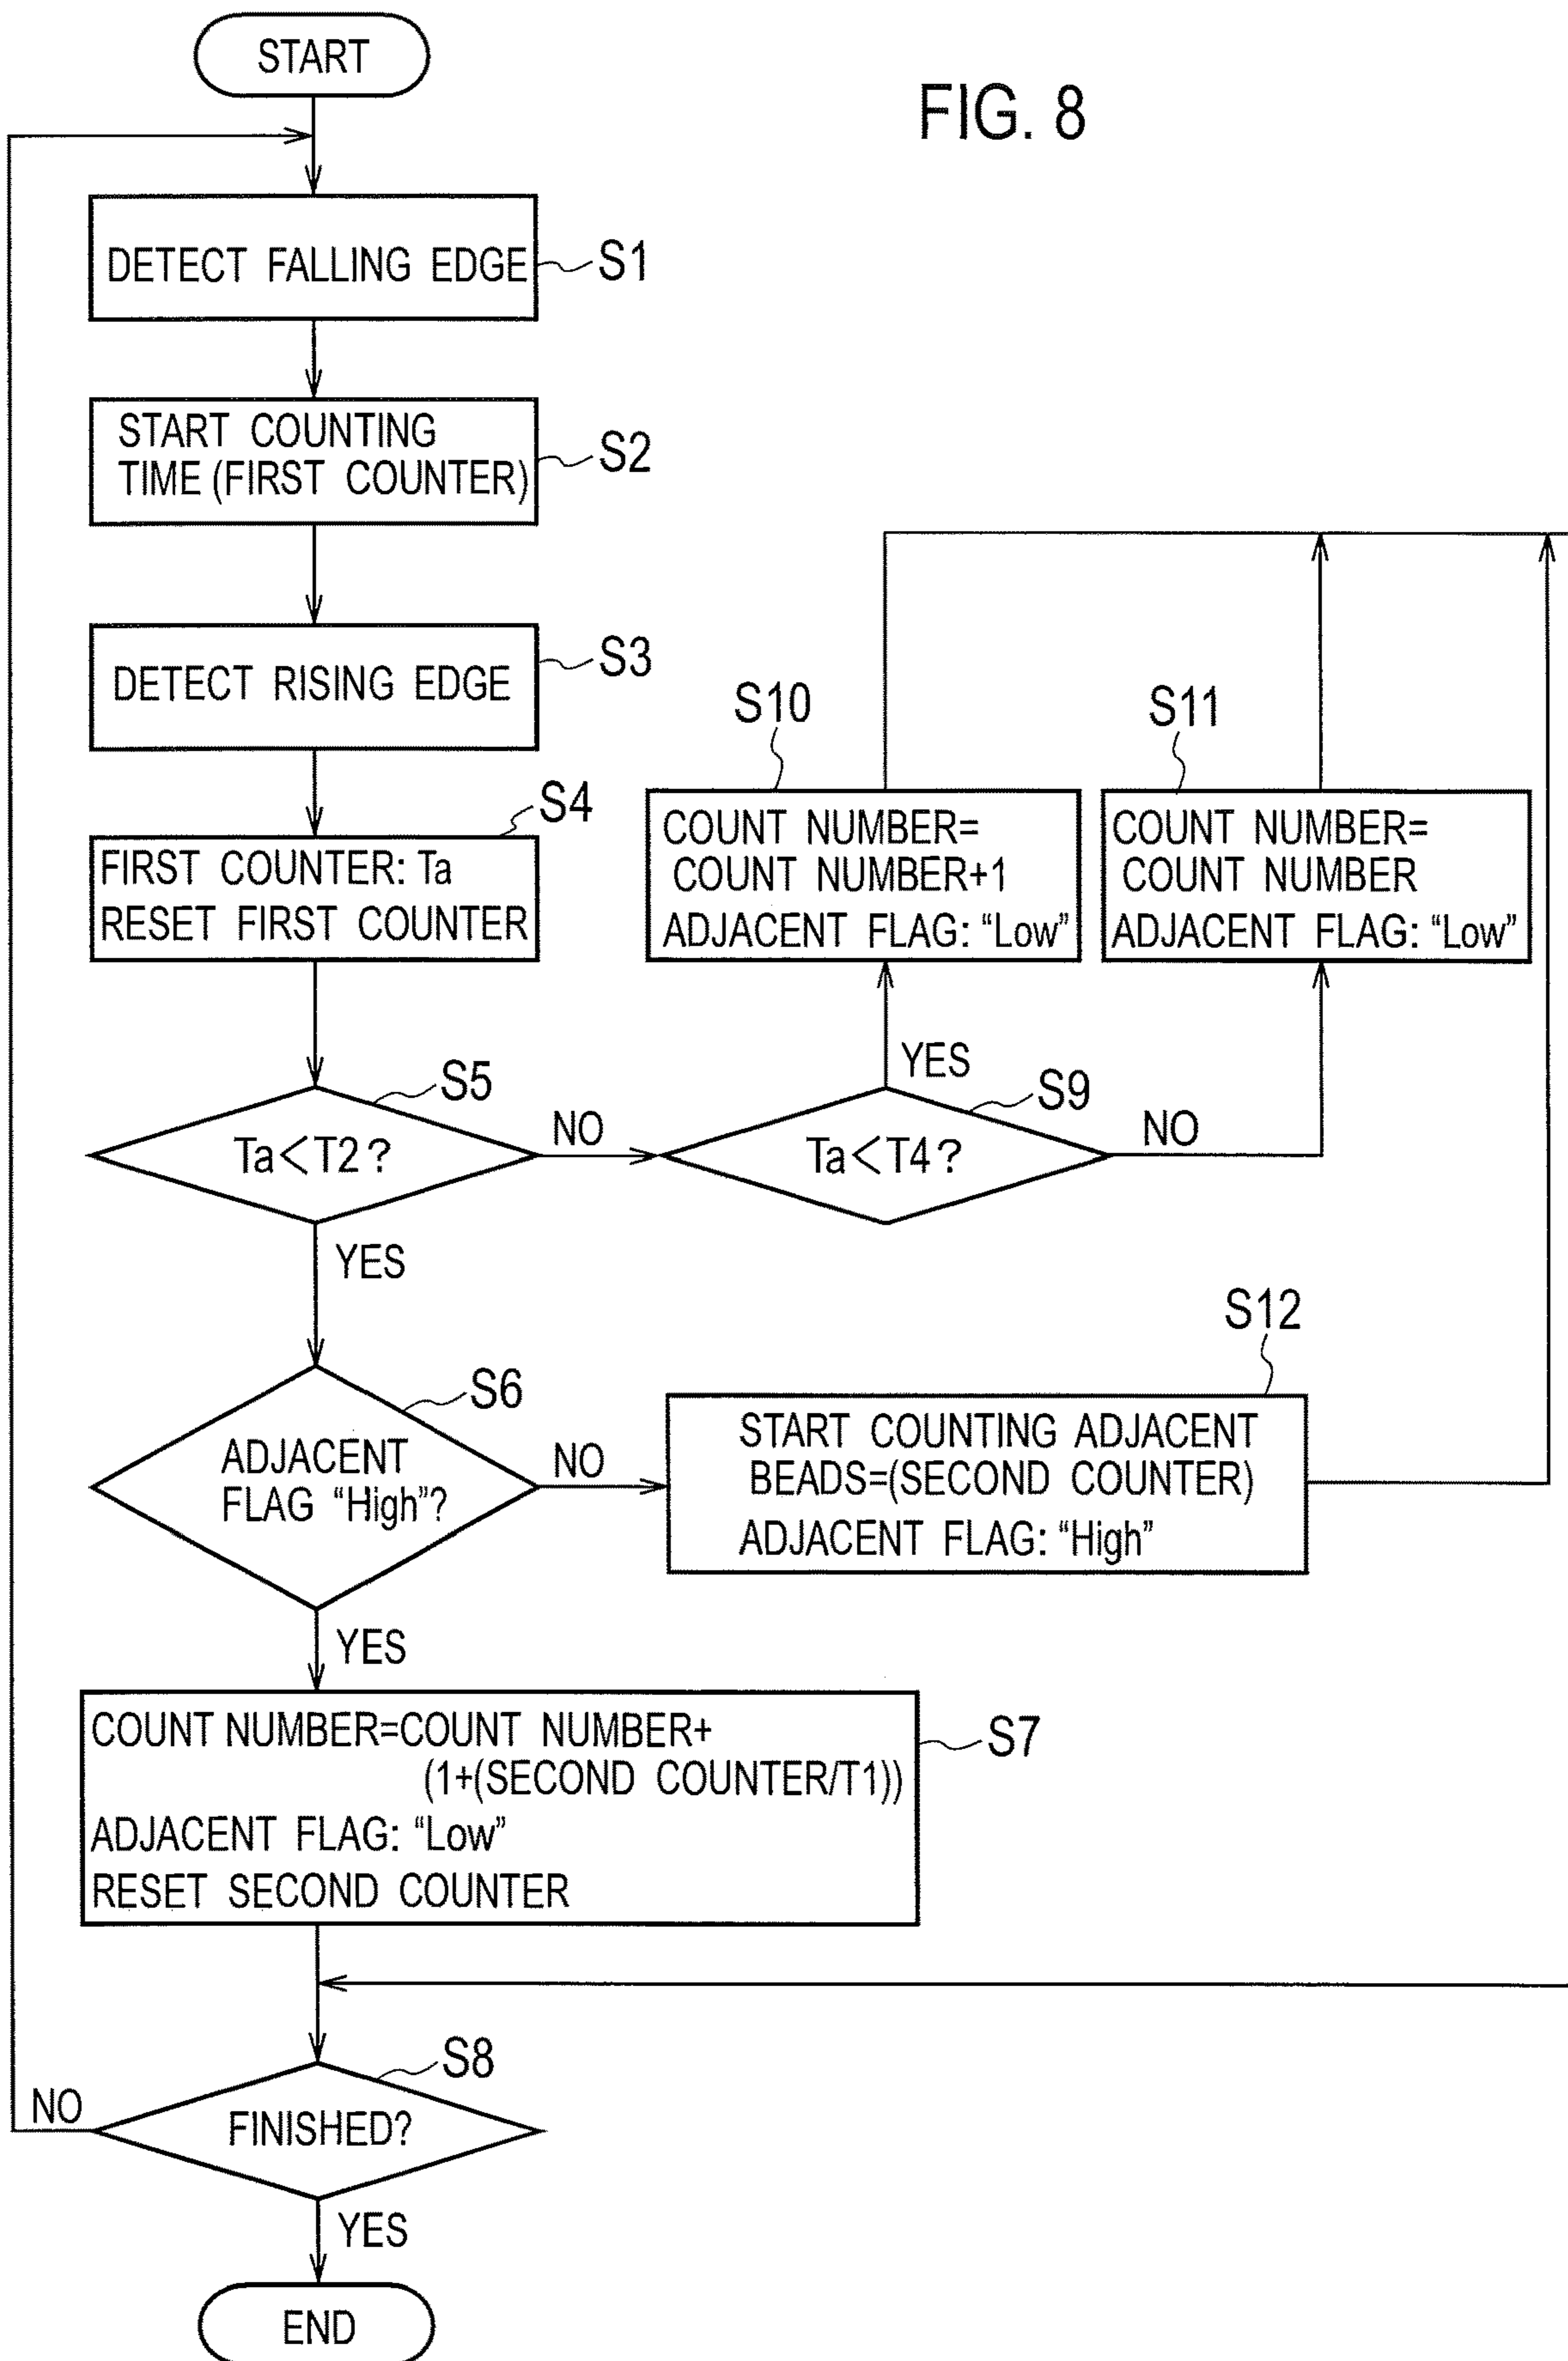 START
FIG. 8
DETECT FALLING EDGE
S1
START COUNTING
TIME (FIRST COUNTER)
S2
DETECT RISING EDGE
S3
S4
FIRST COUNTER: Ta
RESET FIRST COUNTER
S10
COUNT NUMBER=
COUNT NUMBER+1
ADJACENT FLAG: “Low”
S11
COUNT NUMBER=
COUNT NUMBER
ADJACENT FLAG: “Low”
S5
Ta<T2?
NO
YES
S9
Ta<T4?
YES
NO
S6
ADJACENT
FLAG “High”?
NO
YES
S12
START COUNTING ADJACENT
BEADS=(SECOND COUNTER)
ADJACENT FLAG: “High”
COUNT NUMBER=COUNT NUMBER+
(1+(SECOND COUNTER/T1))
ADJACENT FLAG: “Low”
RESET SECOND COUNTER
S7
S8
FINISHED?
NO
YES
END